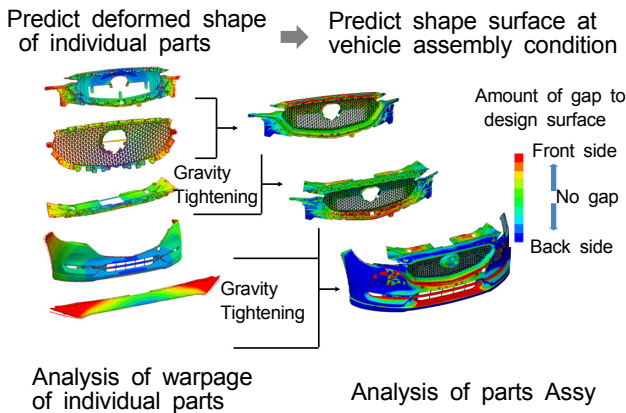 Predict deformed shape
of individual parts
Predict shape surface at
vehicle assembly condition
Amount of gap to
design surface
Front side
No gap
Back side
Gravity
Tightening
Gravity
Tightening
Analysis of warpage
of individual parts
Analysis of parts Assy